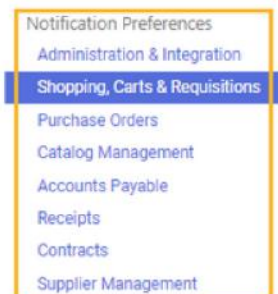 Notification Preferences
Administration & Integration
Shopping, Carts & Requisitions
Purchase Orders
Catalog Management
Accounts Payable
Receipts
Contracts
Supplier Management